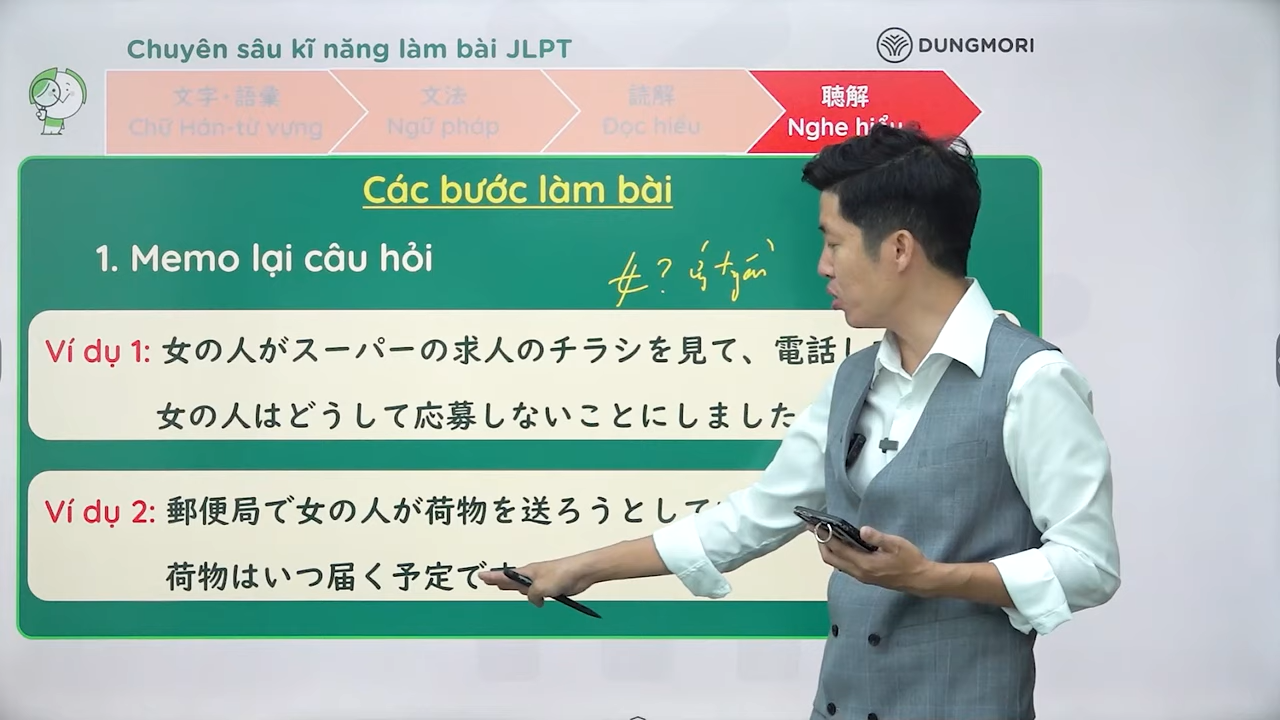 Chuyên sâu kĩ năng làm bài JLPT
DUNGMORI
文字・語彙
Chữ Hán・từ vựng
文法
Ngữ pháp
読解
Đọc hiểu
聴解
Nghe hiểu
Các bước làm bài
1. Memo lại câu hỏi
女?
Ví dụ 1: 女の人がスーパーの求人のチラシを見て、電話し
女の人はどうして応募しないことにしました
Ví dụ 2: 郵便局で女の人が荷物を送ろうとして
荷物はいつ届く予定で